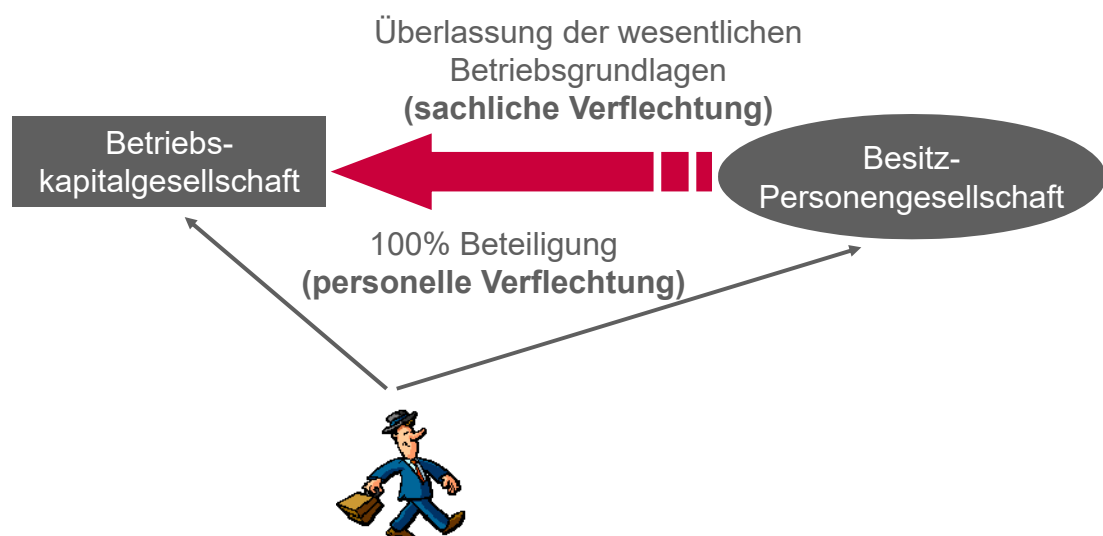 Überlassung der wesentlichen
Betriebsgrundlagen
(sachliche Verflechtung)
Betriebs-
kapitalgesellschaft
Besitz-
Personengesellschaft
100% Beteiligung
(personelle Verflechtung)